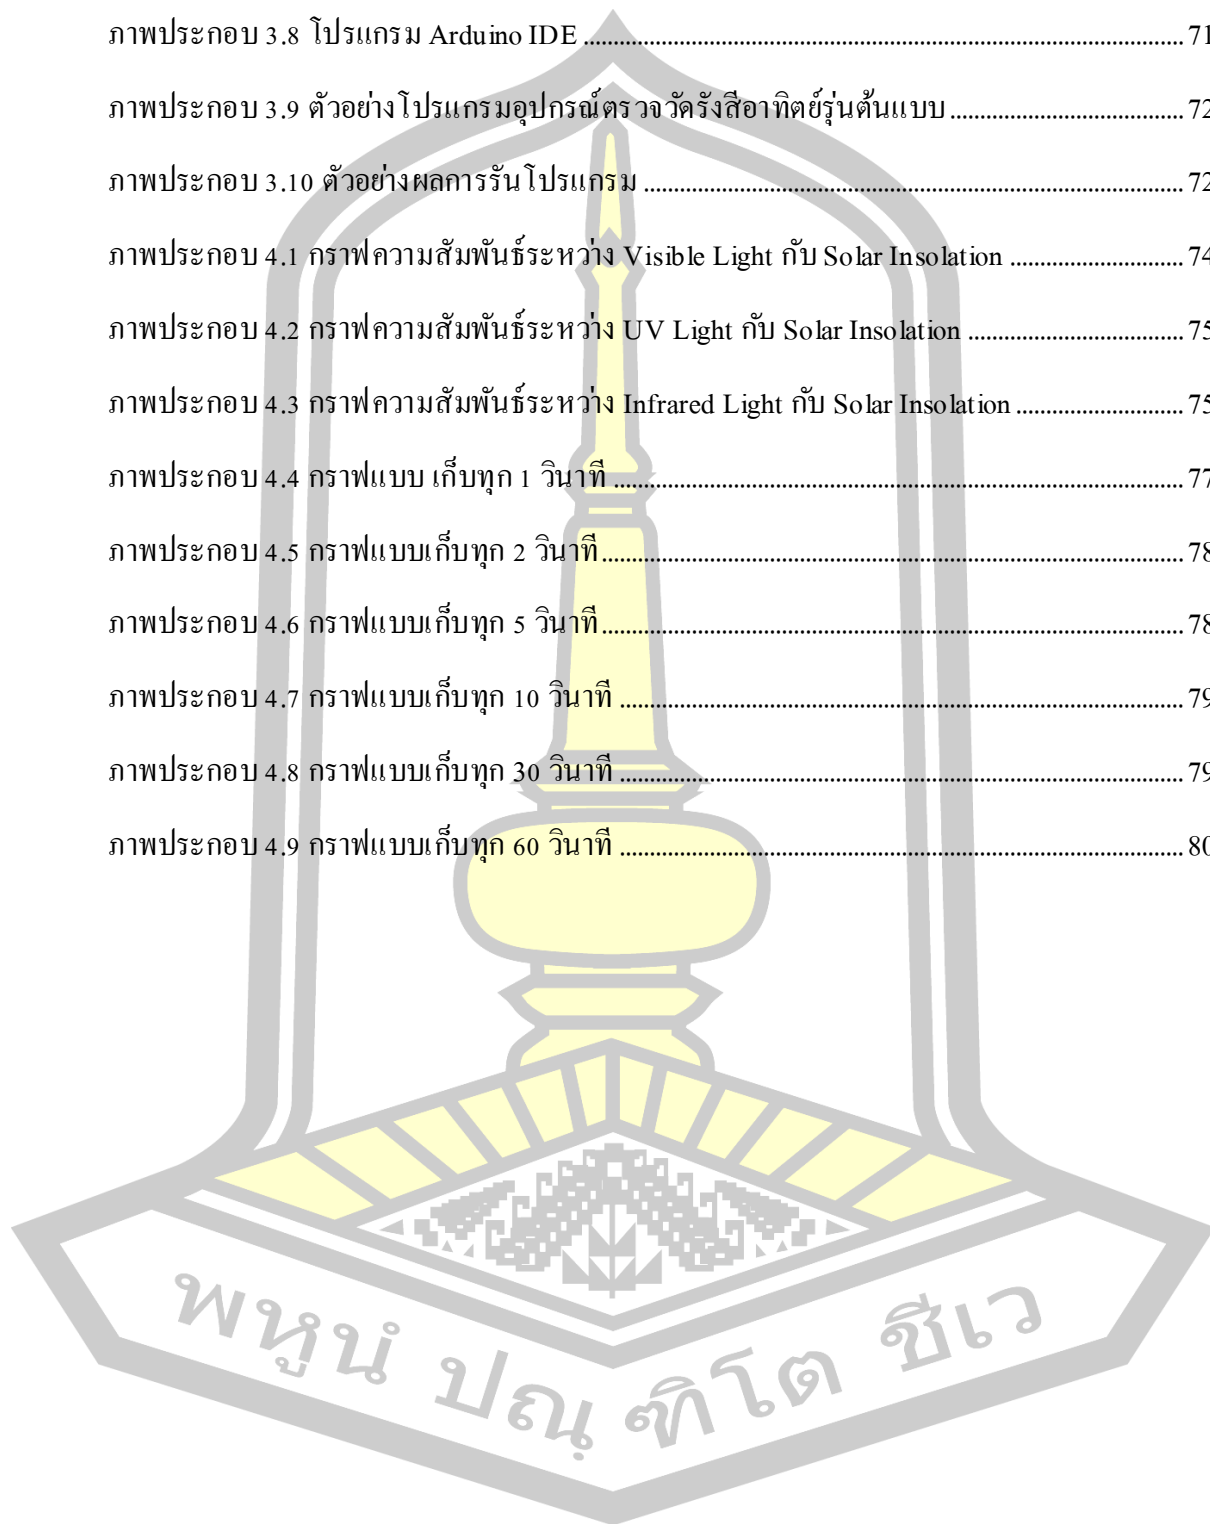 ภาพประกอบ 3.8 โปรแกรม Arduino IDE ........ 71
ภาพประกอบ 3.9 ตัวอย่างโปรแกรมอุปกรณ์ตรวจวัดรังสีอาทิตย์รุ่นต้นแบบ ........ 72
ภาพประกอบ 3.10 ตัวอย่างผลการรันโปรแกรม ........ 72
ภาพประกอบ 4.1 กราฟความสัมพันธ์ระหว่าง Visible Light กับ Solar Insolation ........ 74
ภาพประกอบ 4.2 กราฟความสัมพันธ์ระหว่าง UV Light กับ Solar Insolation ........ 75
ภาพประกอบ 4.3 กราฟความสัมพันธ์ระหว่าง Infrared Light กับ Solar Insolation ........ 75
ภาพประกอบ 4.4 กราฟแบบ เก็บทุก 1 วินาที ........ 77
ภาพประกอบ 4.5 กราฟแบบเก็บทุก 2 วินาที ........ 78
ภาพประกอบ 4.6 กราฟแบบเก็บทุก 5 วินาที ........ 78
ภาพประกอบ 4.7 กราฟแบบเก็บทุก 10 วินาที ........ 79
ภาพประกอบ 4.8 กราฟแบบเก็บทุก 30 วินาที ........ 79
ภาพประกอบ 4.9 กราฟแบบเก็บทุก 60 วินาที ........ 80
พหูนํ ปณฺฑิโต ชีเว